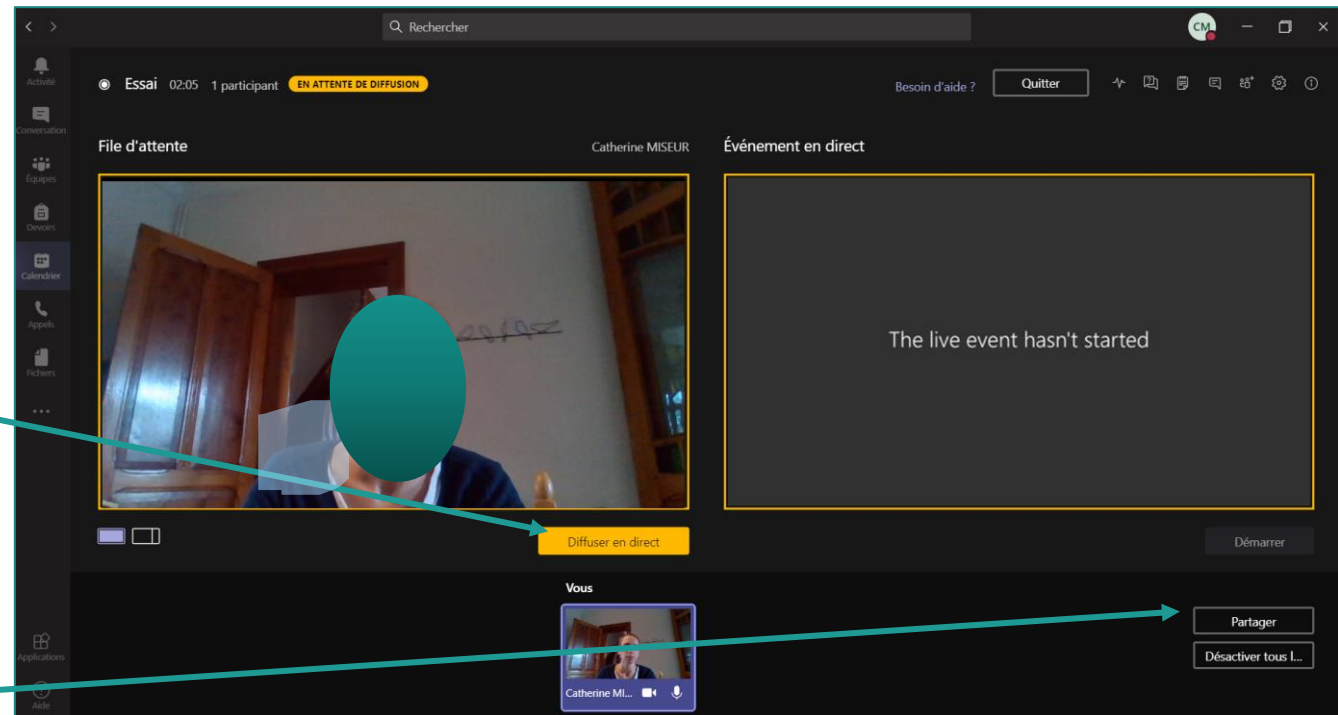 Rechercher
CM
Activité
Conversation
Équipes
Devoirs
Calendrier
Appels
Fichiers
Applications
Aide
Essai 02:05 1 participant EN ATTENTE DE DIFFUSION
Besoin d'aide ? Quitter
File d'attente Catherine MISEUR
Événement en direct
The live event hasn't started
Diffuser en direct
Démarrer
Vous
Catherine MI...
Partager
Désactiver tous l...